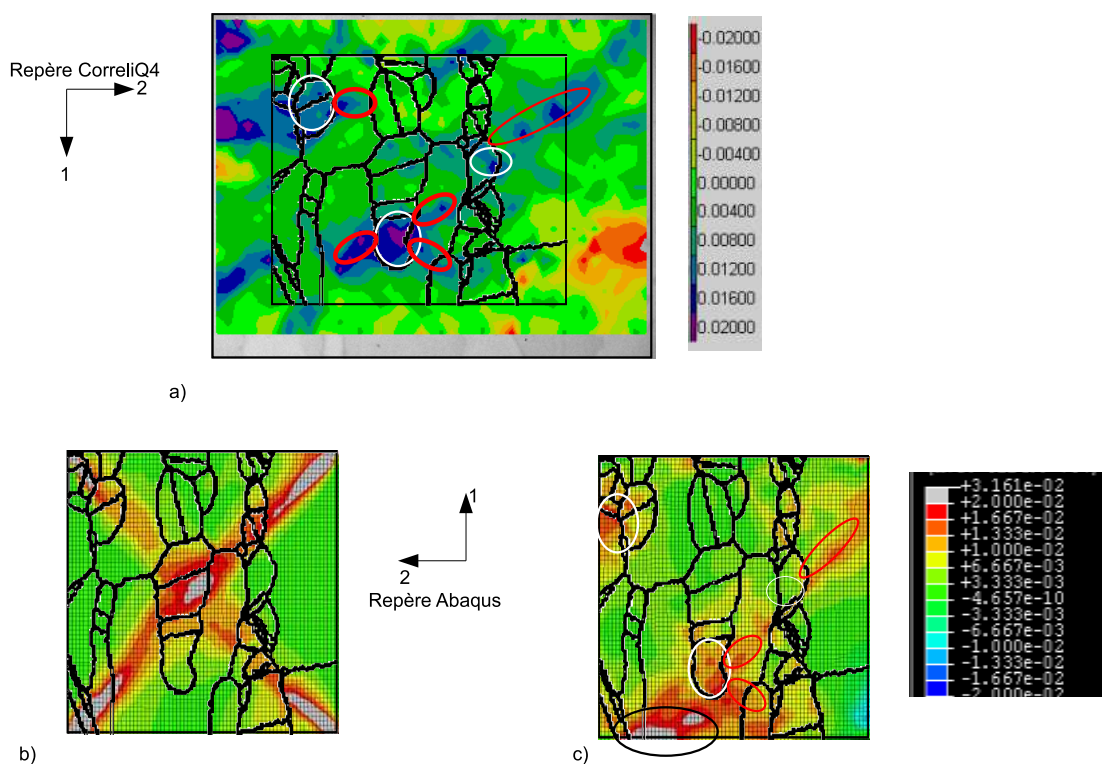 Repère CorreliQ4
2
1
-0.02000
-0.01600
-0.01200
-0.00800
-0.00400
0.00000
0.00400
0.00800
0.01200
0.01600
0.02000
a)
1
2
Repère Abaqus
+3.161e-02
+2.000e-02
+1.667e-02
+1.333e-02
+1.000e-02
+6.667e-03
+3.333e-03
-4.657e-10
-3.333e-03
-6.667e-03
-1.000e-02
-1.333e-02
-1.667e-02
-2.000e-02
b)
c)